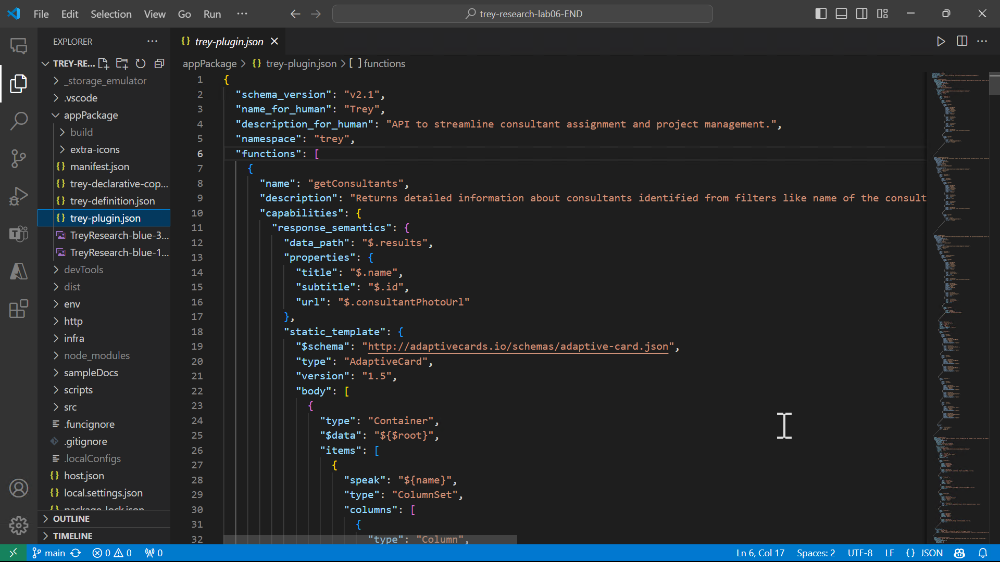 File Edit Selection View Go Run ···
trey-research-lab06-END
EXPLORER ···
TREY-RE...
_storage_emulator
.vscode
appPackage
build
extra-icons
{} manifest.json
{} trey-declarative-cop...
{} trey-definition.json
{} trey-plugin.json
TreyResearch-blue-3...
TreyResearch-blue-1...
devTools
dist
env
http
infra
node_modules
sampleDocs
scripts
src
.funcignore
.gitignore
.localConfigs
{} host.json
{} local.settings.json
{} package-lock.json
OUTLINE
TIMELINE
{} trey-plugin.json
appPackage > {} trey-plugin.json > [ ] functions
1 {
2 "schema_version": "v2.1",
3 "name_for_human": "Trey",
4 "description_for_human": "API to streamline consultant assignment and project management.",
5 "namespace": "trey",
6 "functions": [
7 {
8 "name": "getConsultants",
9 "description": "Returns detailed information about consultants identified from filters like name of the consult
10 "capabilities": {
11 "response_semantics": {
12 "data_path": "$.results",
13 "properties": {
14 "title": "$.name",
15 "subtitle": "$.id",
16 "url": "$.consultantPhotoUrl"
17 },
18 "static_template": {
19 "$schema": "http://adaptivecards.io/schemas/adaptive-card.json",
20 "type": "AdaptiveCard",
21 "version": "1.5",
22 "body": [
23 {
24 "type": "Container",
25 "$data": "${$root}",
26 "items": [
27 {
28 "speak": "${name}",
29 "type": "ColumnSet",
30 "columns": [
31 {
32 "type": "Column",
main 0 0 0
Ln 6, Col 17 Spaces: 2 UTF-8 LF {} JSON